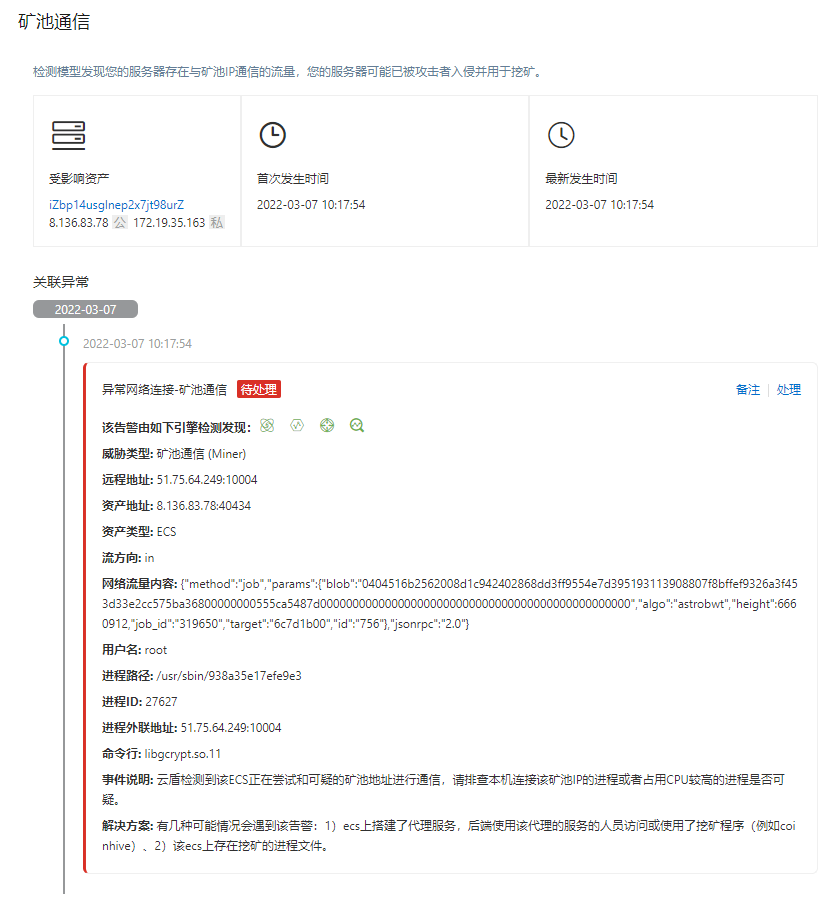 矿池通信
检测模型发现您的服务器存在与矿池IP通信的流量，您的服务器可能已被攻击者入侵并用于挖矿。
受影响资产
iZbp14usglnep2x7jt98urZ
8.136.83.78 公 172.19.35.163 私
首次发生时间
2022-03-07 10:17:54
最新发生时间
2022-03-07 10:17:54
关联异常
2022-03-07
2022-03-07 10:17:54
异常网络连接-矿池通信 待处理 备注 处理
该告警由如下引擎检测发现：
威胁类型: 矿池通信 (Miner)
远程地址: 51.75.64.249:10004
资产地址: 8.136.83.78:40434
资产类型: ECS
流方向: in
网络流量内容: {"method":"job","params":{"blob":"0404516b2562008d1c942402868dd3ff9554e7d395193113908807f8bffef9326a3f45
3d33e2cc575ba36800000000555ca5487d00000000000000000000000000000000000000000000000000","algo":"astrobwt","height":666
0912,"job_id":"319650","target":"6c7d1b00","id":"756"},"jsonrpc":"2.0"}
用户名: root
进程路径: /usr/sbin/938a35e17efe9e3
进程ID: 27627
进程外联地址: 51.75.64.249:10004
命令行: libgcrypt.so.11
事件说明: 云盾检测到该ECS正在尝试和可疑的矿池地址进行通信，请排查本机连接该矿池IP的进程或者占用CPU较高的进程是否可
疑。
解决方案: 有几种可能情况会遇到该告警：1）ecs上搭建了代理服务，后端使用该代理的服务的人员访问或使用了挖矿程序（例如coi
nhive）、2）该ecs上存在挖矿的进程文件。